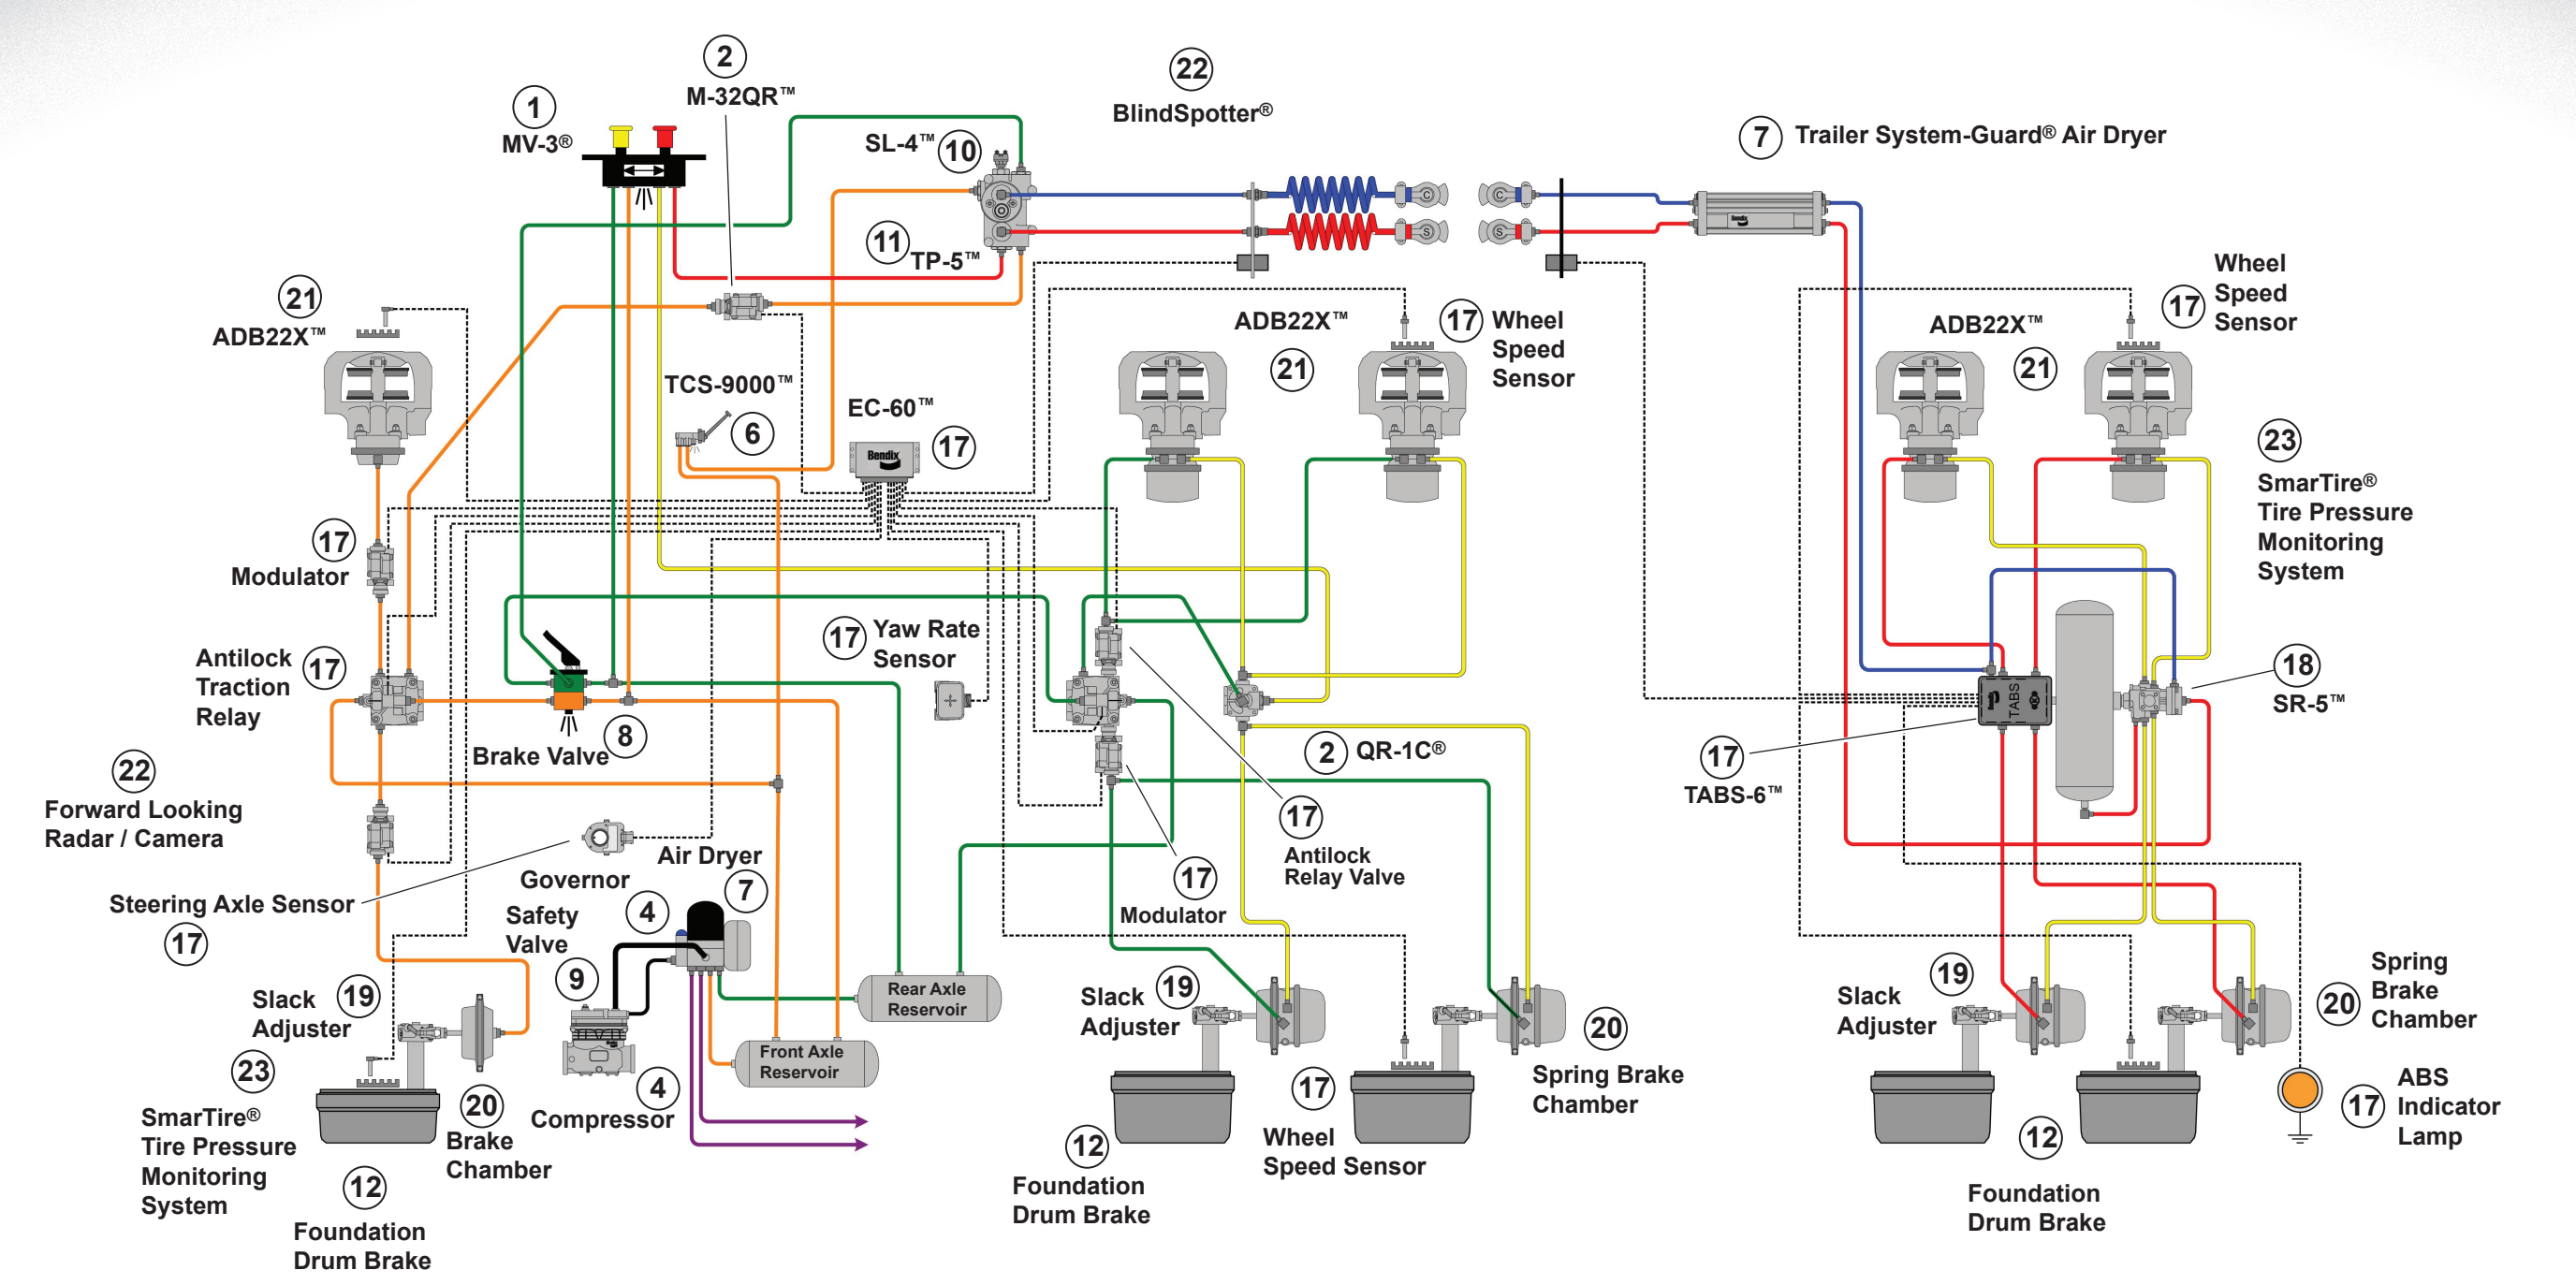 2
M-32QR™
1
MV-3®
SL-4™ 10
22
BlindSpotter®
7 Trailer System-Guard® Air Dryer
C
C
S
S
Bendix
11
TP-5™
21
ADB22X™
ADB22X™
21
17 Wheel
Speed
Sensor
ADB22X™
21
17
Wheel
Speed
Sensor
TCS-9000™
6
EC-60™
17
Bendix
23
SmarTire®
Tire Pressure
Monitoring
System
17
Modulator
17 Yaw Rate
Sensor
Antilock
Traction
Relay
17
Brake Valve
8
2 QR-1C®
Bendix
TABS
18
SR-5™
17
TABS-6™
22
Forward Looking
Radar / Camera
17
Antilock
Relay Valve
17
Modulator
Steering Axle Sensor
17
Governor
4
Air Dryer
7
Safety
Valve
9
Bendix
4
Compressor
Rear Axle
Reservoir
Front Axle
Reservoir
Slack
Adjuster
19
23
SmarTire®
Tire Pressure
Monitoring
System
20
Brake
Chamber
12
Foundation
Drum Brake
Slack
Adjuster
19
20
Spring Brake
Chamber
17
Wheel
Speed Sensor
12
Foundation
Drum Brake
Slack
Adjuster
19
Spring
Brake
Chamber
20
12
Foundation
Drum Brake
17
ABS
Indicator
Lamp